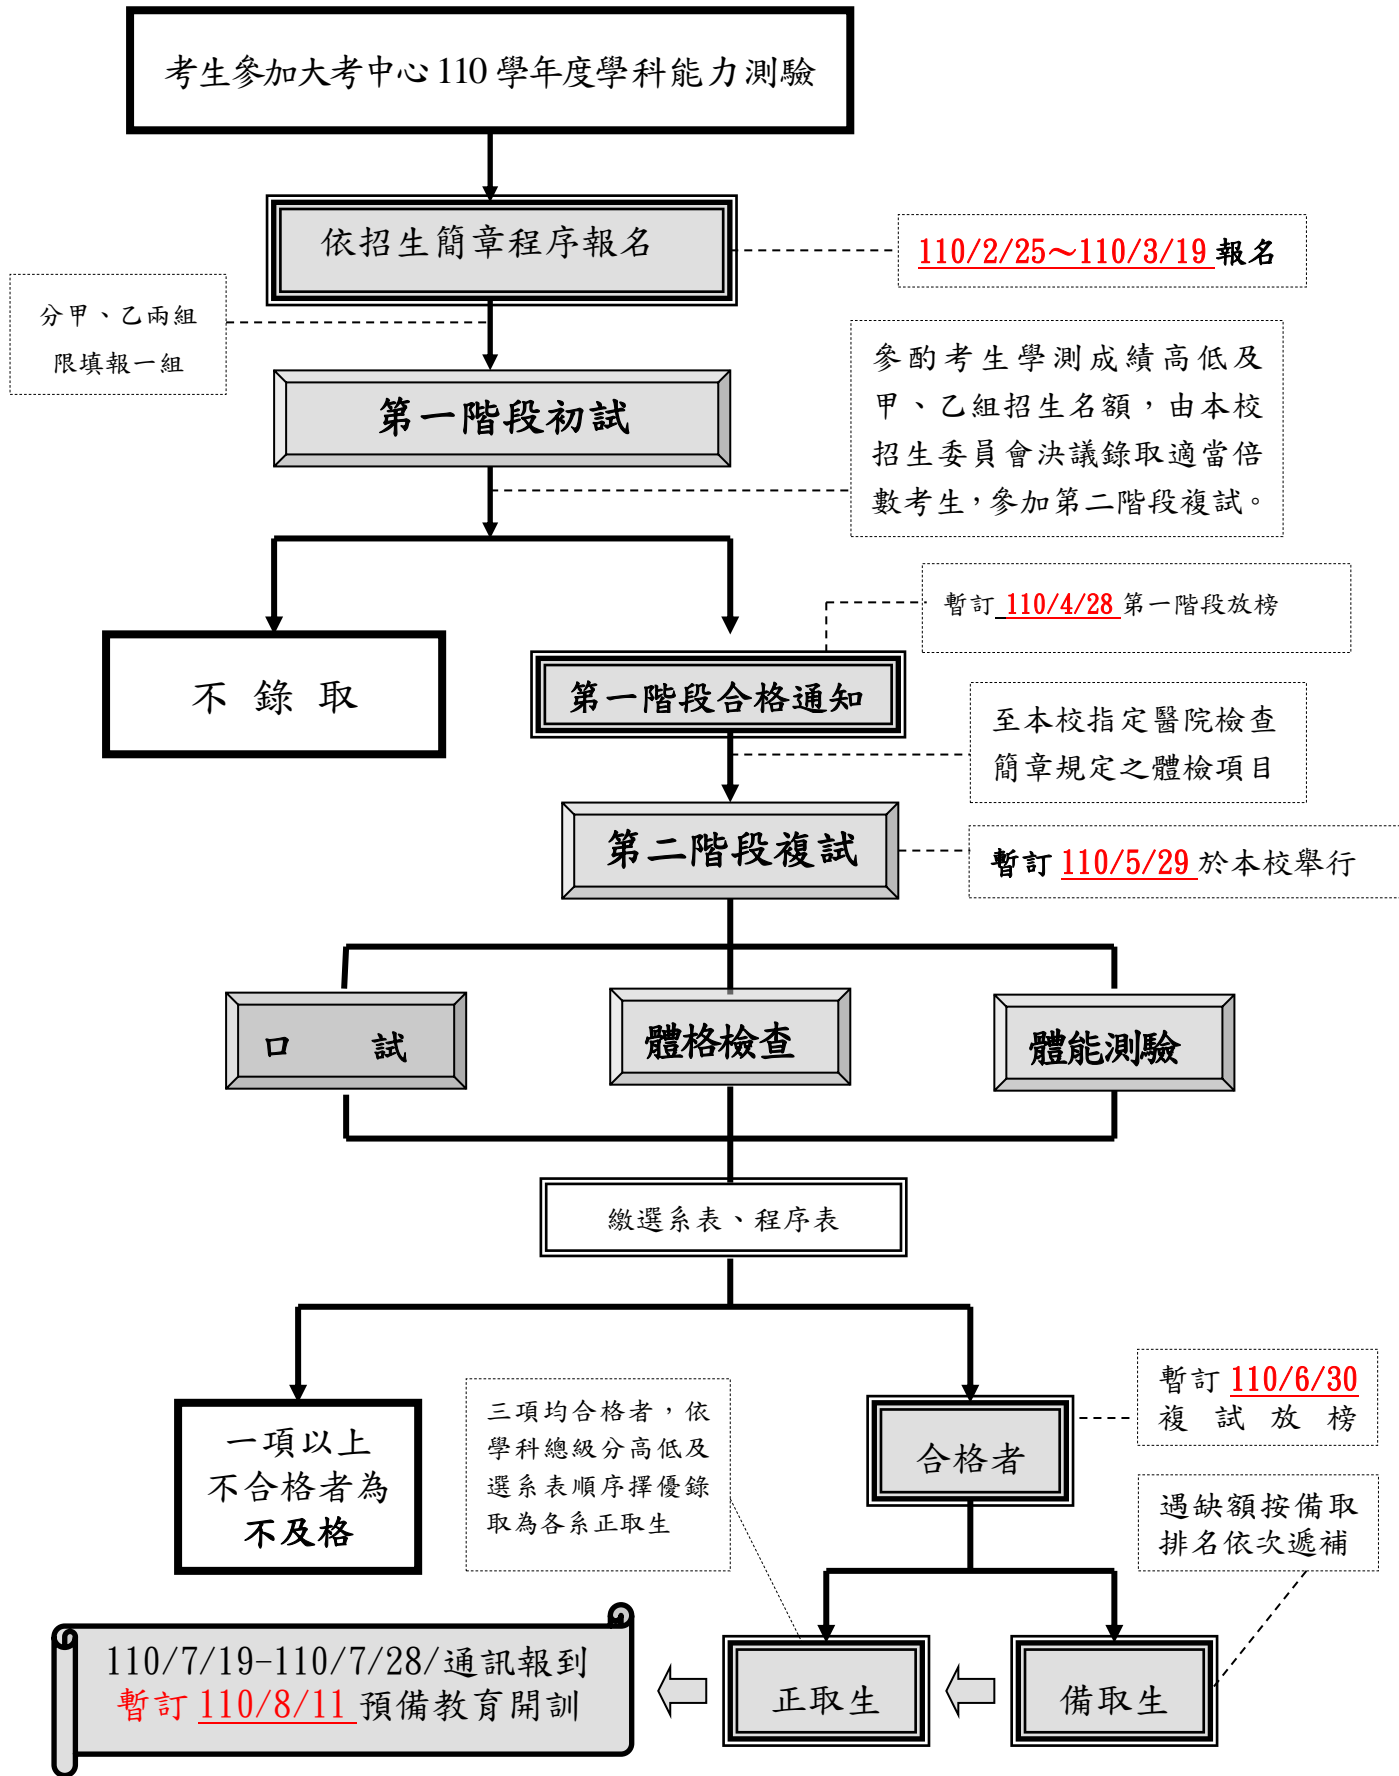 考生參加大考中心 110 學年度學科能力測驗
依招生簡章程序報名
110/2/25～110/3/19 報名
分甲、乙兩組
限填報一組
參酌考生學測成績高低及
甲、乙組招生名額，由本校
招生委員會決議錄取適當倍
數考生，參加第二階段複試。
第一階段初試
暫訂 110/4/28 第一階段放榜
不 錄 取
第一階段合格通知
至本校指定醫院檢查
簡章規定之體檢項目
第二階段複試
暫訂 110/5/29 於本校舉行
口 試
體格檢查
體能測驗
繳選系表、程序表
一項以上
不合格者為
不及格
三項均合格者，依
學科總級分高低及
選系表順序擇優錄
取為各系正取生
合格者
暫訂 110/6/30
複 試 放 榜
遇缺額按備取
排名依次遞補
110/7/19-110/7/28/通訊報到
暫訂 110/8/11 預備教育開訓
正取生
備取生